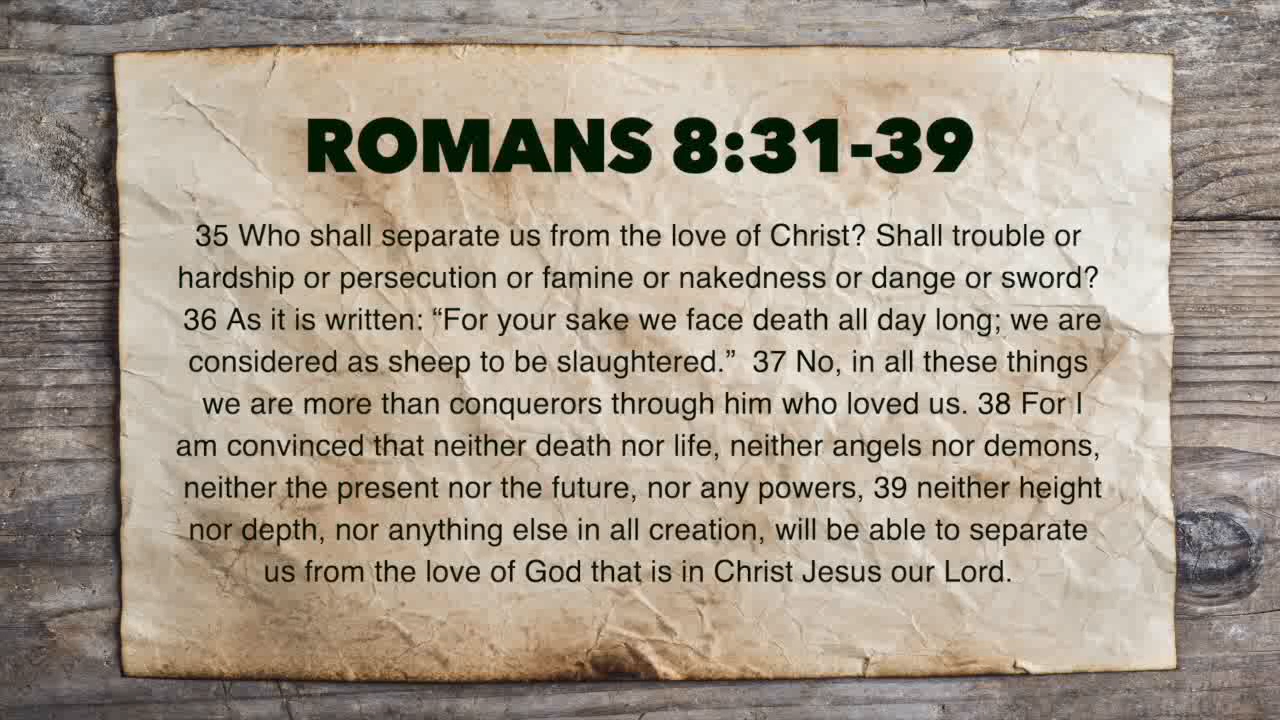 ROMANS 8:31-39
35 Who shall separate us from the love of Christ? Shall trouble or
hardship or persecution or famine or nakedness or dange or sword?
36 As it is written: “For your sake we face death all day long; we are
considered as sheep to be slaughtered.”  37 No, in all these things
we are more than conquerors through him who loved us. 38 For I
am convinced that neither death nor life, neither angels nor demons,
neither the present nor the future, nor any powers, 39 neither height
nor depth, nor anything else in all creation, will be able to separate
us from the love of God that is in Christ Jesus our Lord.